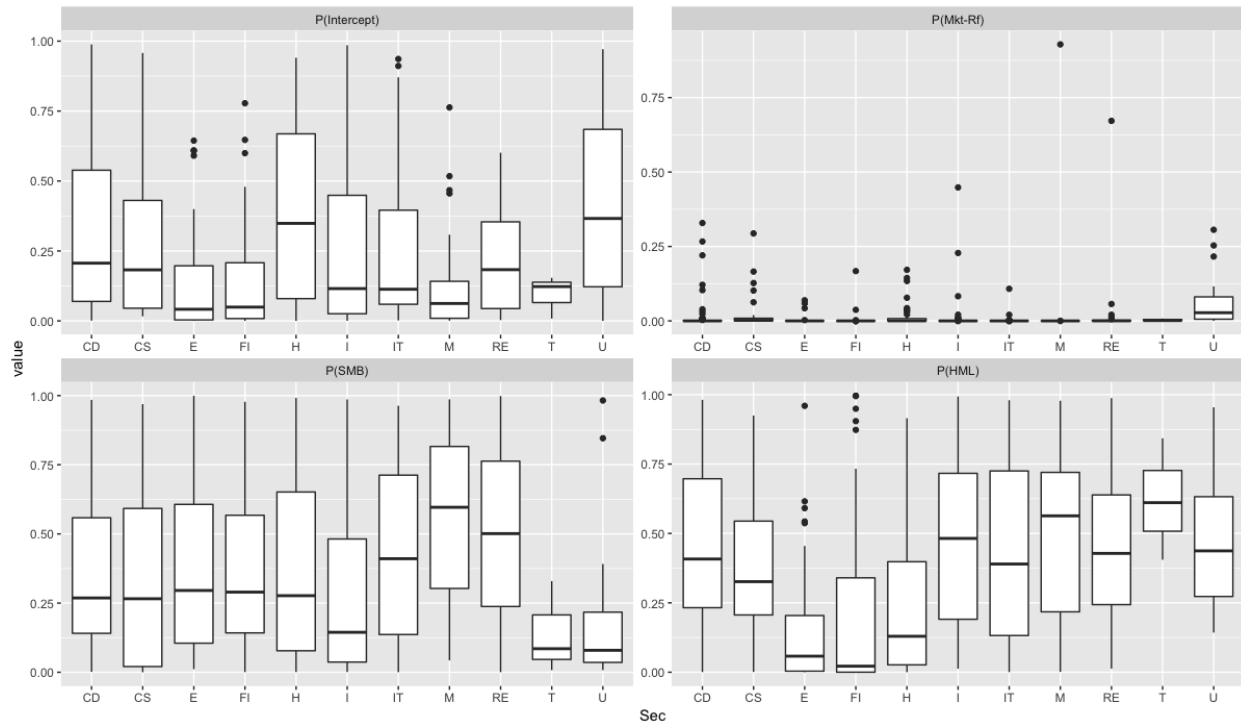 P(Intercept)
P(Mkt-Rf)
1.00
0.75
0.50
0.25
0.00
0.75
0.25
0.00
CD CS E FI H I IT M RE T U
CD CS E FI H I IT M RE T U
value
P(SMB)
P(HML)
1.00
0.75
0.50
0.25
0.00
1.00
0.75
0.50
0.25
0.00
CD CS E FI H I IT M RE T U
CD CS E FI H I IT M RE T U
Sec